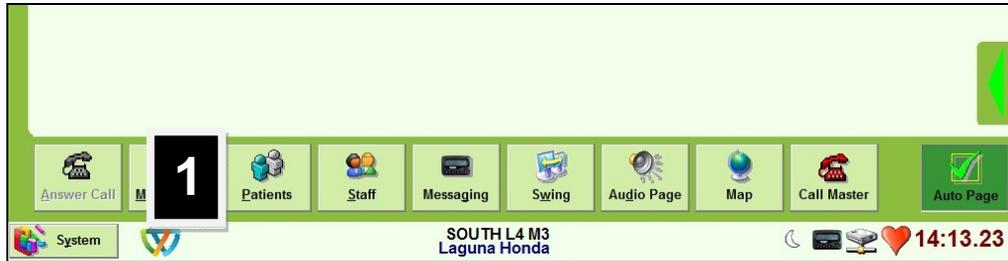 1
Answer Call
M
Patients
Staff
Messaging
Swing
Audio Page
Map
Call Master
Auto Page
System
SOUTH L4 M3
Laguna Honda
14:13.23